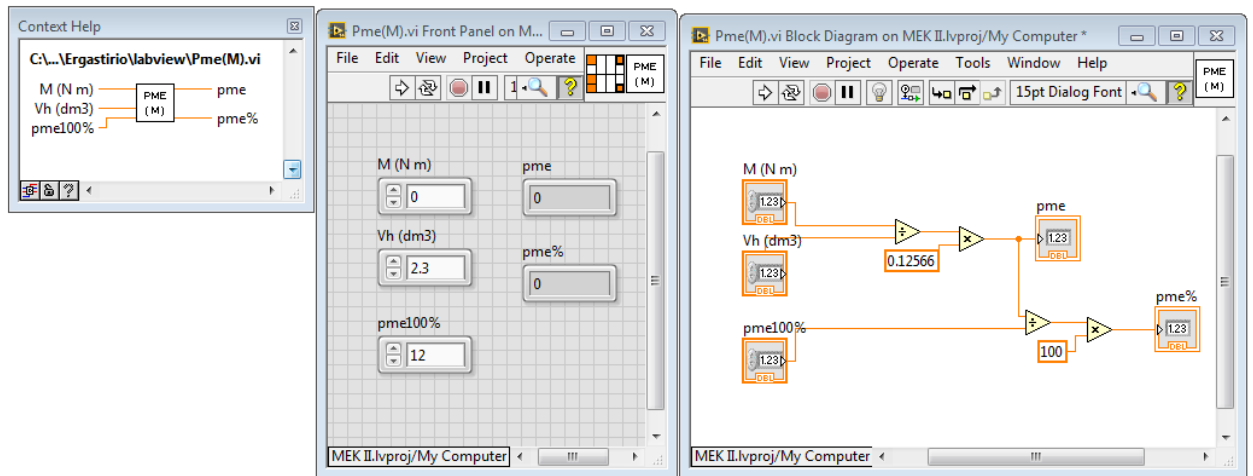 Context Help
C:\...\Ergastirio\labview\Pme(M).vi
M (N m)
Vh (dm3)
pme100%
PME
(M)
pme
pme%
?
Pme(M).vi Front Panel on M...
File Edit View Project Operate
1
?
PME
(M)
M (N m)
0
pme
0
Vh (dm3)
2.3
pme%
0
pme100%
12
MEK II.lvproj/My Computer
Pme(M).vi Block Diagram on MEK II.lvproj/My Computer *
File Edit View Project Operate Tools Window Help
15pt Dialog Font
?
PME
(M)
M (N m)
1.23
DBL
Vh (dm3)
1.23
DBL
÷
0.12566
×
pme
1.23
DBL
pme100%
1.23
DBL
÷
100
×
pme%
1.23
DBL
MEK II.lvproj/My Computer